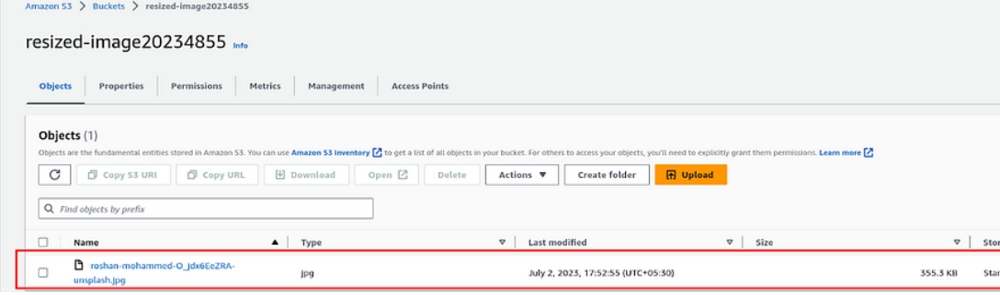 Amazon S3 > Buckets > resized-image20234855
resized-image20234855 Info
Objects Properties Permissions Metrics Management Access Points
Objects (1)
Objects are the fundamental entities stored in Amazon S3. You can use Amazon S3 Inventory to get a list of all objects in your bucket. For others to access your objects, you'll need to explicitly grant them permissions. Learn more
Copy S3 URI Copy URL Download Open Delete Actions Create folder Upload
Find objects by prefix
Name Type Last modified Size Stor
roshan-mohammed-O_jdx6EeZRA-
unsplash.jpg jpg July 2, 2023, 17:52:55 (UTC+05:30) 355.3 KB Star